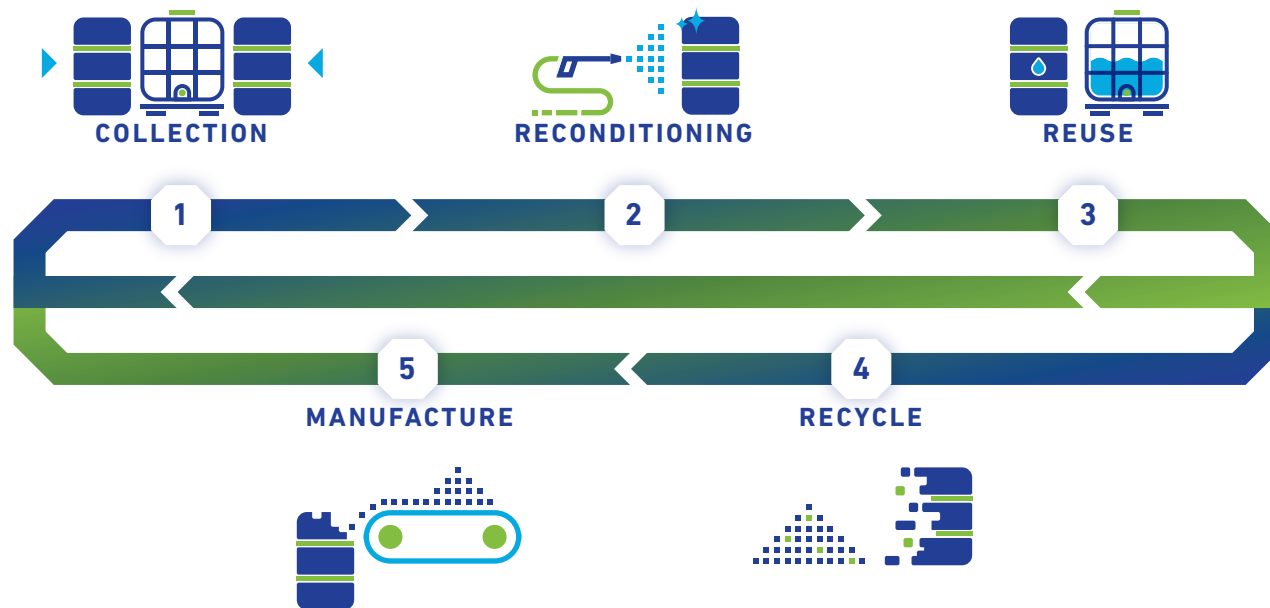 COLLECTION
RECONDITIONING
REUSE
1
2
3
5
4
MANUFACTURE
RECYCLE